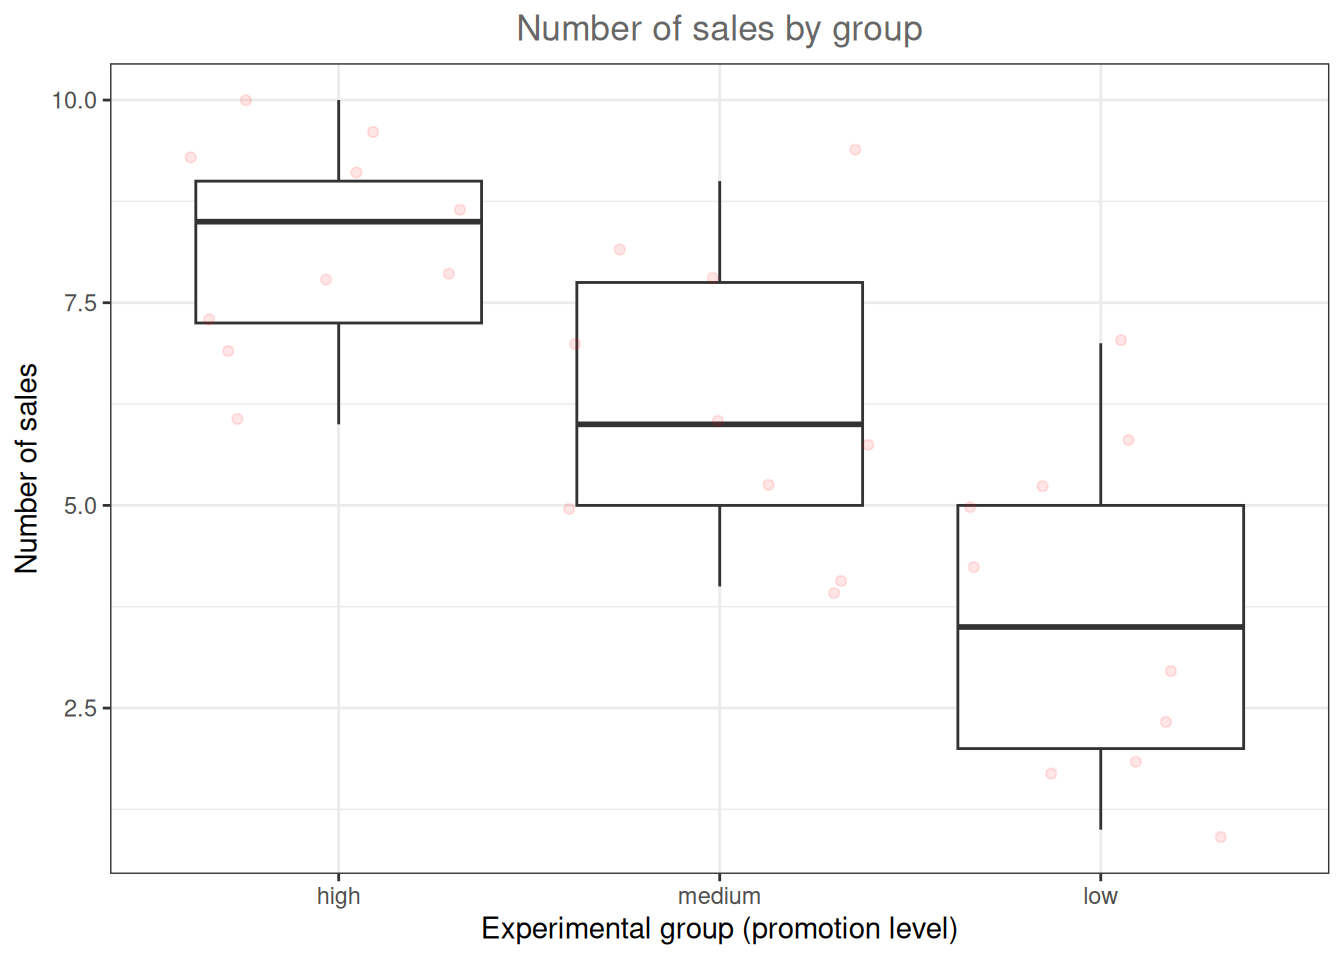 Number of sales by group
Number of sales
10.0
7.5
5.0
2.5
high medium low
Experimental group (promotion level)